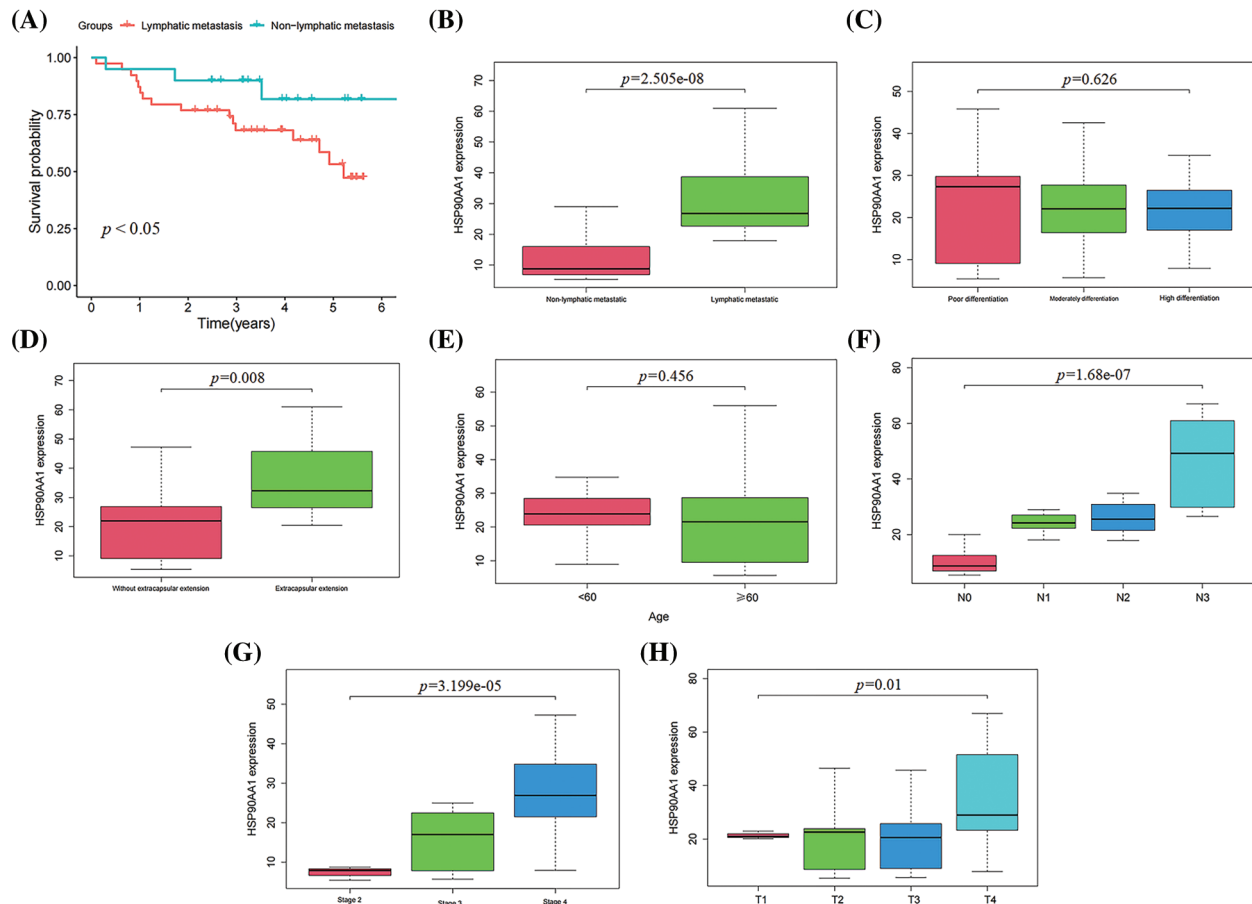 (A)
Groups Lymphatic metastasis Non-lymphatic metastasis
Survival probability
1.00
0.75
0.50
0.25
0.00
p < 0.05
0 1 2 3 4 5 6
Time(years)
(B)
HSP90AA1 expression
70
60
50
40
30
20
10
p=2.505e-08
Non-lymphatic metastatic Lymphatic metastatic
(C)
HSP90AA1 expression
50
40
30
20
10
p=0.626
Poor differentiation Moderately differentiation High differentiation
(D)
HSP90AA1 expression
70
60
50
40
30
20
10
p=0.008
Without extracapsular extension Extracapsular extension
(E)
HSP90AA1 expression
60
50
40
30
20
10
p=0.456
<60 ⩾60
Age
(F)
HSP90AA1 expression
80
60
40
20
p=1.68e-07
N0 N1 N2 N3
(G)
HSP90AA1 expression
50
40
30
20
10
p=3.199e-05
Stage 2 Stage 3 Stage 4
(H)
HSP90AA1 expression
80
60
40
20
p=0.01
T1 T2 T3 T4